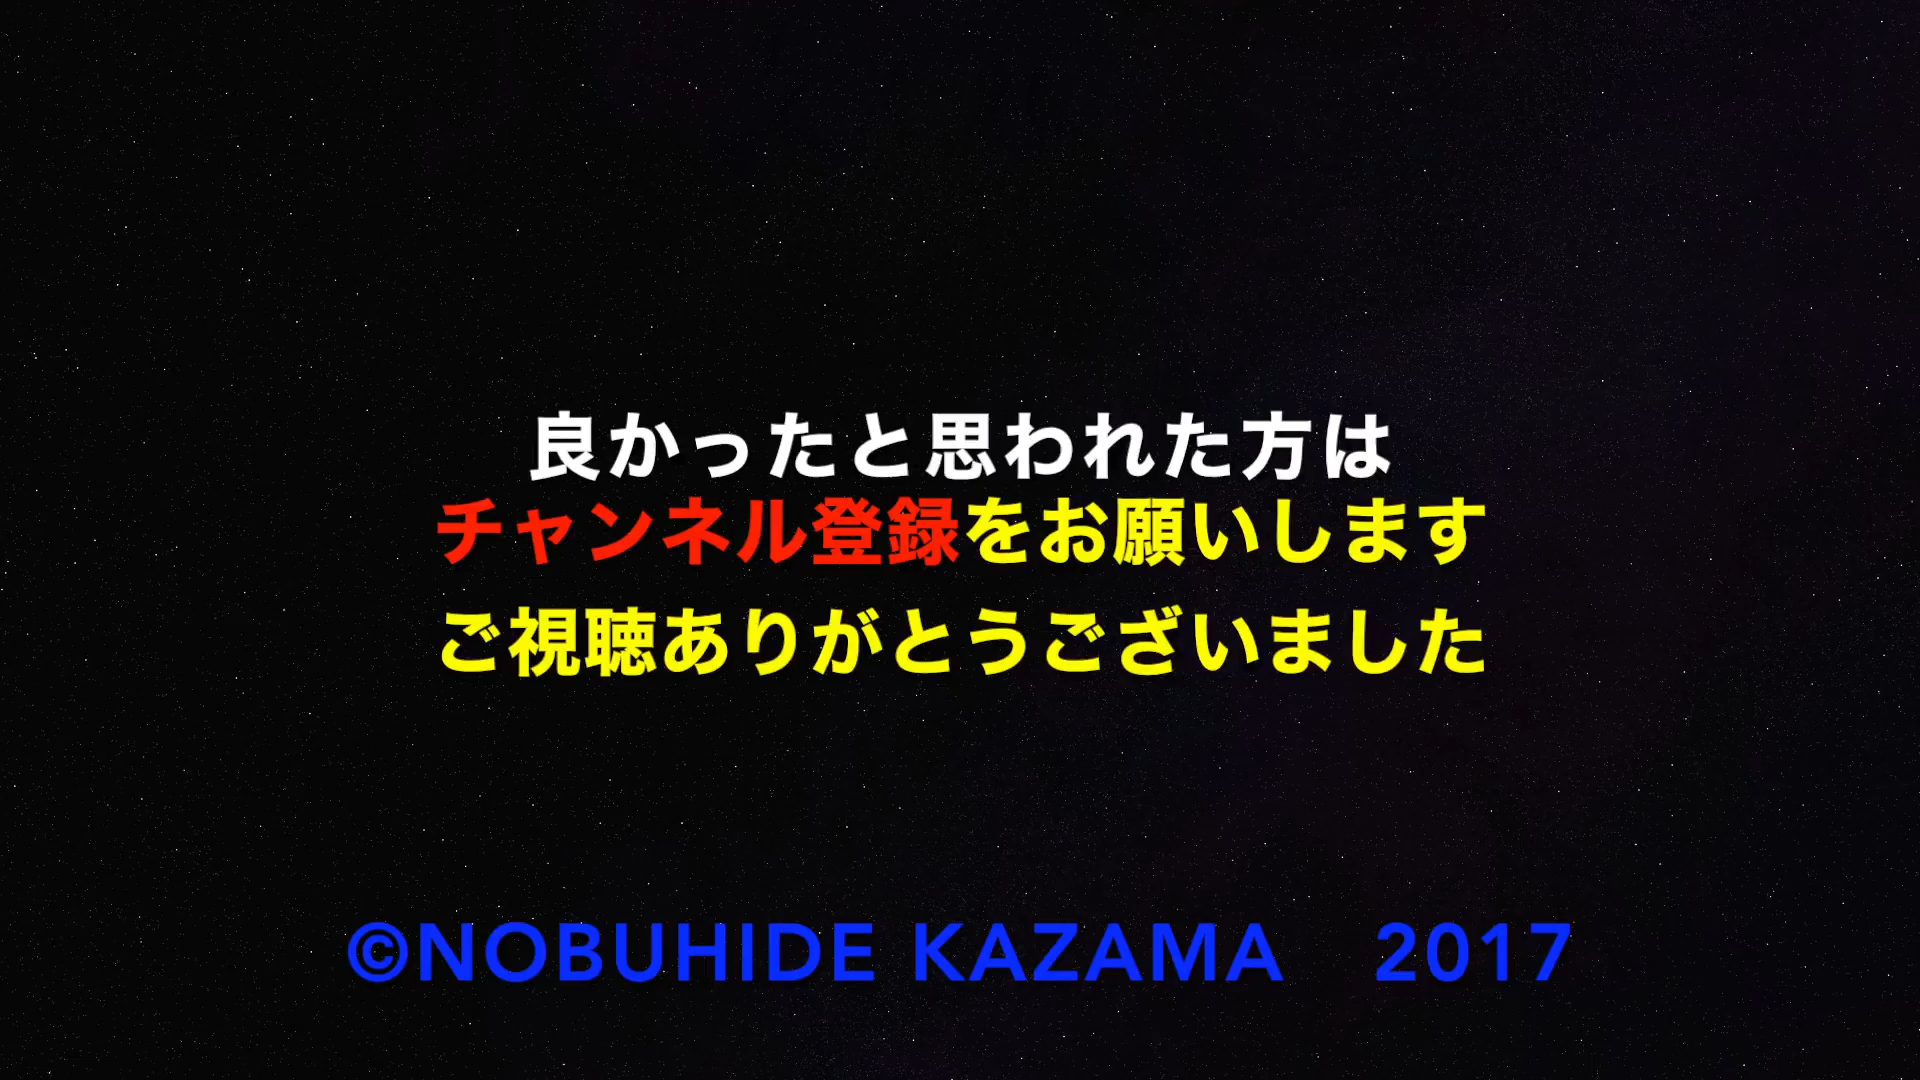 良かったと思われた方は
チャンネル登録をお願いします
ご視聴ありがとうございました
©NOBUHIDE KAZAMA　2017